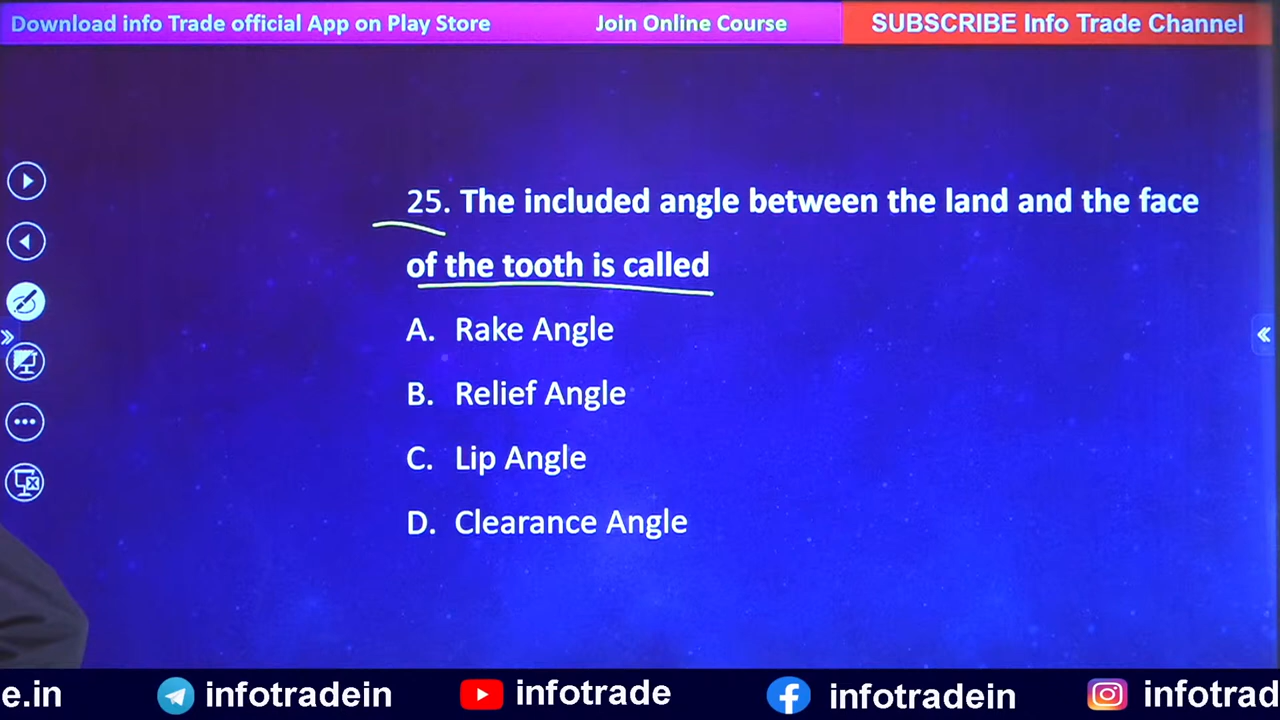 Download info Trade official App on Play Store
Join Online Course
SUBSCRIBE Info Trade Channel
25. The included angle between the land and the face
of the tooth is called
A. Rake Angle
B. Relief Angle
C. Lip Angle
D. Clearance Angle
e.in
infotradein
infotrade
infotradein
infotrad